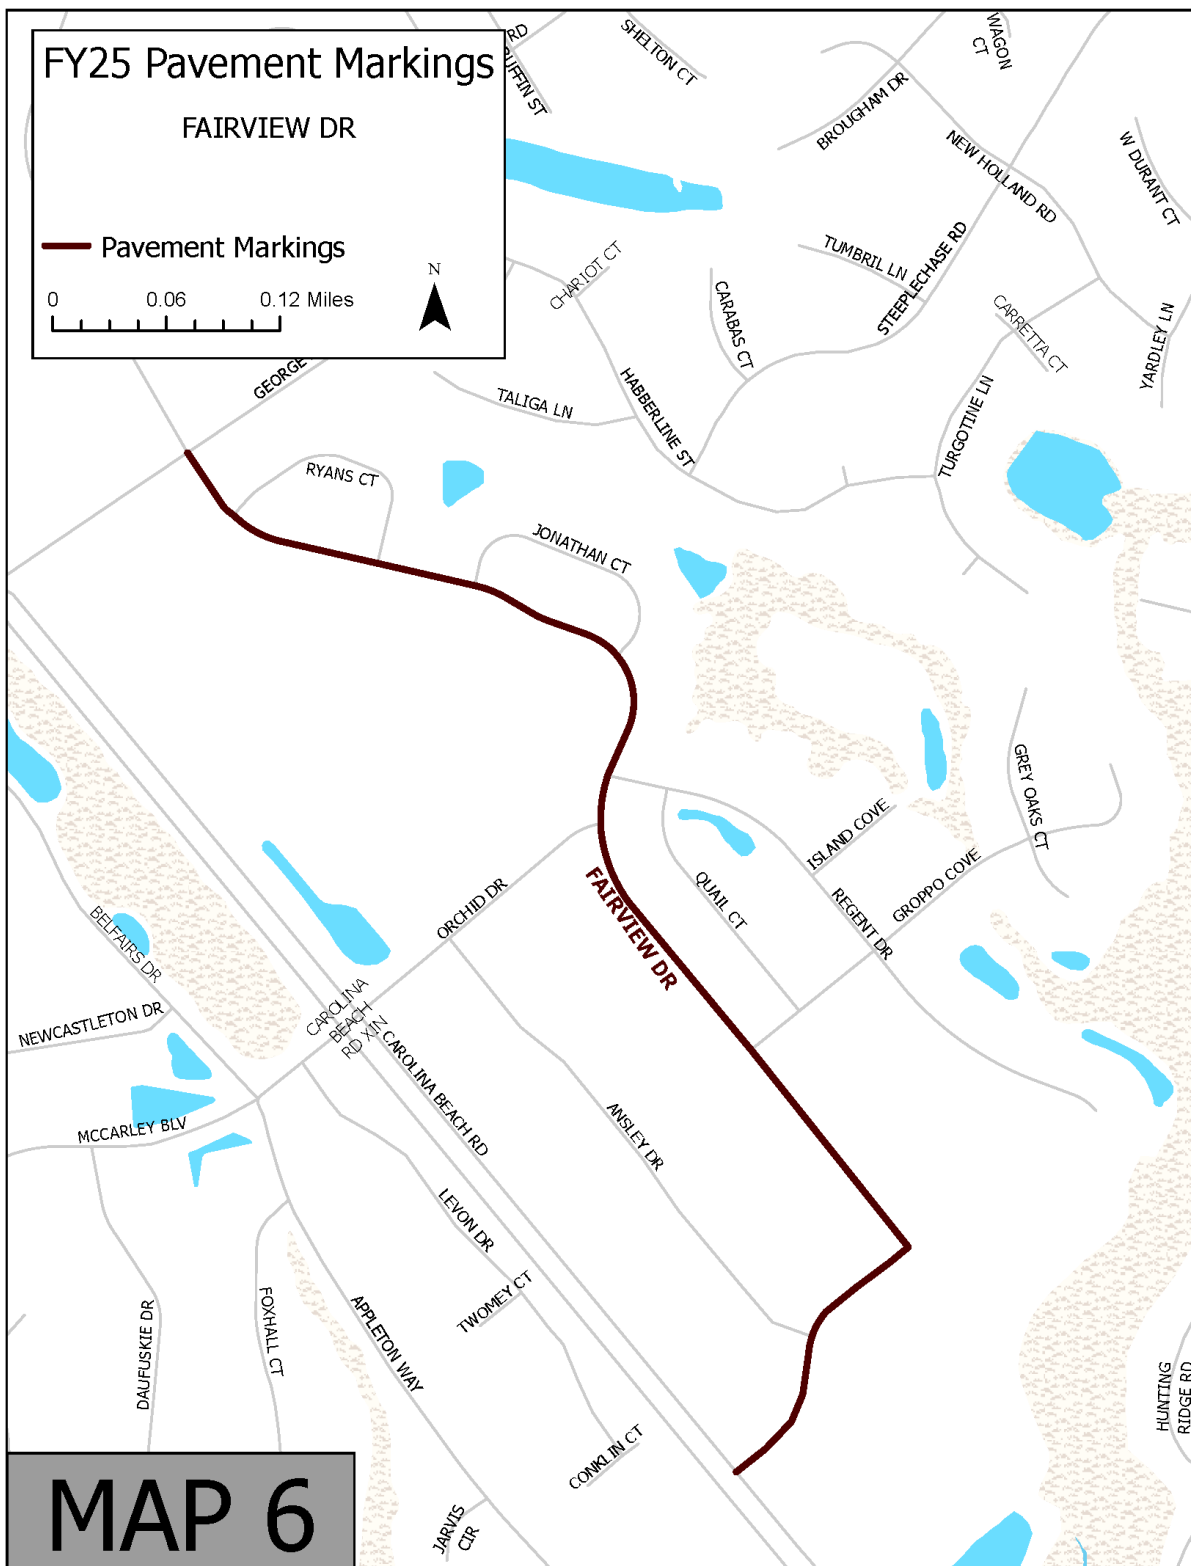 FY25 Pavement Markings
FAIRVIEW DR
Pavement Markings
0 0.06 0.12 Miles
N
RD
SHELTON CT
WAGON
CT
BROUGHAM DR
NEW HOLLAND RD
W DURANT CT
CHARIOT CT
TUMBRIL LN
STEEPLECHASE RD
CARABAS CT
CARRETTA CT
YARDLEY LN
TALIGA LN
HABBERLINE ST
TURGOTINE LN
RYANS CT
JONATHAN CT
GREY OAKS CT
ISLAND COVE
GROPPO COVE
QUAIL CT
REGENT DR
ORCHID DR
FAIRVIEW DR
BELFAIRS DR
CAROLINA
BEACH
RD XIN
NEWCASTLETON DR
CAROLINA BEACH RD
MCCARLEY BLV
ANSLEY DR
LEVON DR
TWOMEY CT
DAUFUSKIE DR
FOXHALL CT
APPLETON WAY
CONKLIN CT
HUNTING
RIDGE RD
JARVIS
CIR
MAP 6